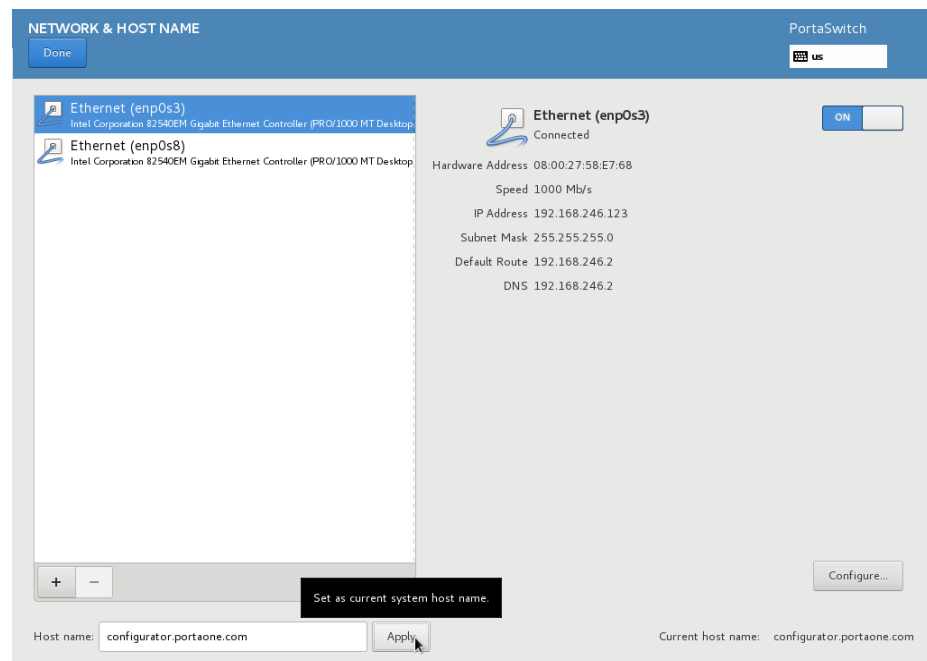 NETWORK & HOST NAME
PortaSwitch
Done
us
Ethernet (enp0s3)
Intel Corporation 82540EM Gigabit Ethernet Controller (PRO/1000 MT Desktop
Ethernet (enp0s8)
Intel Corporation 82540EM Gigabit Ethernet Controller (PRO/1000 MT Desktop
Ethernet (enp0s3)
Connected
ON
Hardware Address 08:00:27:58:E7:68
Speed 1000 Mb/s
IP Address 192.168.246.123
Subnet Mask 255.255.255.0
Default Route 192.168.246.2
DNS 192.168.246.2
+ −
Configure...
Set as current system host name.
Host name: configurator.portaone.com Apply
Current host name: configurator.portaone.com